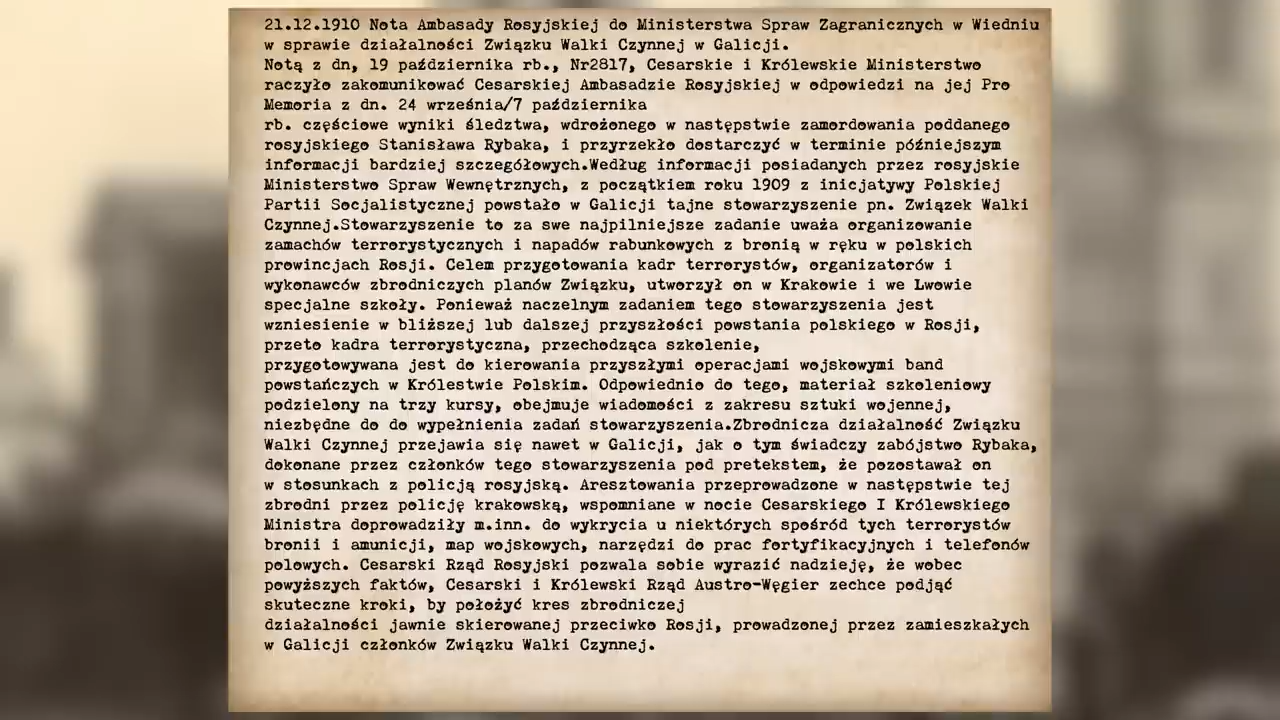 21.12.1910 Nota Ambasady Rosyjskiej do Ministerstwa Spraw Zagranicznych w Wiedniu
w sprawie działalności Związku Walki Czynnej w Galicji.
Notą z dn, 19 października rb., Nr2817, Cesarskie i Królewskie Ministerstwo
raczyło zakomunikować Cesarskiej Ambasadzie Rosyjskiej w odpowiedzi na jej Pro
Memoria z dn. 24 września/7 października
rb. częściowe wyniki śledztwa, wdrożonego w następstwie zamordowania poddanego
rosyjskiego Stanisława Rybaka, i przyrzekło dostarczyć w terminie późniejszym
informacji bardziej szczegółowych.Według informacji posiadanych przez rosyjskie
Ministerstwo Spraw Wewnętrznych, z początkiem roku 1909 z inicjatywy Polskiej
Partii Socjalistycznej powstało w Galicji tajne stowarzyszenie pn. Związek Walki
Czynnej.Stowarzyszenie to za swe najpilniejsze zadanie uważa organizowanie
zamachów terrorystycznych i napadów rabunkowych z bronią w ręku w polskich
prowincjach Rosji. Celem przygotowania kadr terrorystów, organizatorów i
wykonawców zbrodniczych planów Związku, utworzył on w Krakowie i we Lwowie
specjalne szkoły. Ponieważ naczelnym zadaniem tego stowarzyszenia jest
wzniesienie w bliższej lub dalszej przyszłości powstania polskiego w Rosji,
przeto kadra terrorystyczna, przechodząca szkolenie,
przygotowywana jest do kierowania przyszłymi operacjami wojskowymi band
powstańczych w Królestwie Polskim. Odpowiednio do tego, materiał szkoleniowy
podzielony na trzy kursy, obejmuje wiadomości z zakresu sztuki wojennej,
niezbędne do do wypełnienia zadań stowarzyszenia.Zbrodnicza działalność Związku
Walki Czynnej przejawia się nawet w Galicji, jak o tym świadczy zabójstwo Rybaka,
dokonane przez członków tego stowarzyszenia pod pretekstem, że pozostawał on
w stosunkach z policją rosyjską. Aresztowania przeprowadzone w następstwie tej
zbrodni przez policję krakowską, wspomniane w nocie Cesarskiego I Królewskiego
Ministra doprowadziły m.inn. do wykrycia u niektórych spośród tych terrorystów
bronii i amunicji, map wojskowych, narzędzi do prac fortyfikacyjnych i telefonów
polowych. Cesarski Rząd Rosyjski pozwala sobie wyrazić nadzieję, że wobec
powyższych faktów, Cesarski i Królewski Rząd Austro-Węgier zechce podjąć
skuteczne kroki, by położyć kres zbrodniczej
działalności jawnie skierowanej przeciwko Rosji, prowadzonej przez zamieszkałych
w Galicji członków Związku Walki Czynnej.